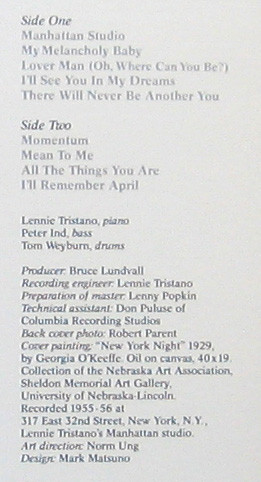 Side One
Manhattan Studio
My Melancholy Baby
Lover Man (Oh, Where Can You Be?)
I'll See You In My Dreams
There Will Never Be Another You
Side Two
Momentum
Mean To Me
All The Things You Are
I'll Remember April
Lennie Tristano, piano
Peter Ind, bass
Tom Weyburn, drums
Producer: Bruce Lundvall
Recording engineer: Lennie Tristano
Preparation of master: Lenny Popkin
Technical assistant: Don Puluse of
Columbia Recording Studios
Back cover photo: Robert Parent
Cover painting: "New York Night" 1929,
by Georgia O'Keeffe. Oil on canvas, 40x19.
Collection of the Nebraska Art Association,
Sheldon Memorial Art Gallery,
University of Nebraska-Lincoln.
Recorded 1955-56 at
317 East 32nd Street, New York, N.Y.,
Lennie Tristano's Manhattan studio.
Art direction: Norm Ung
Design: Mark Matsuno